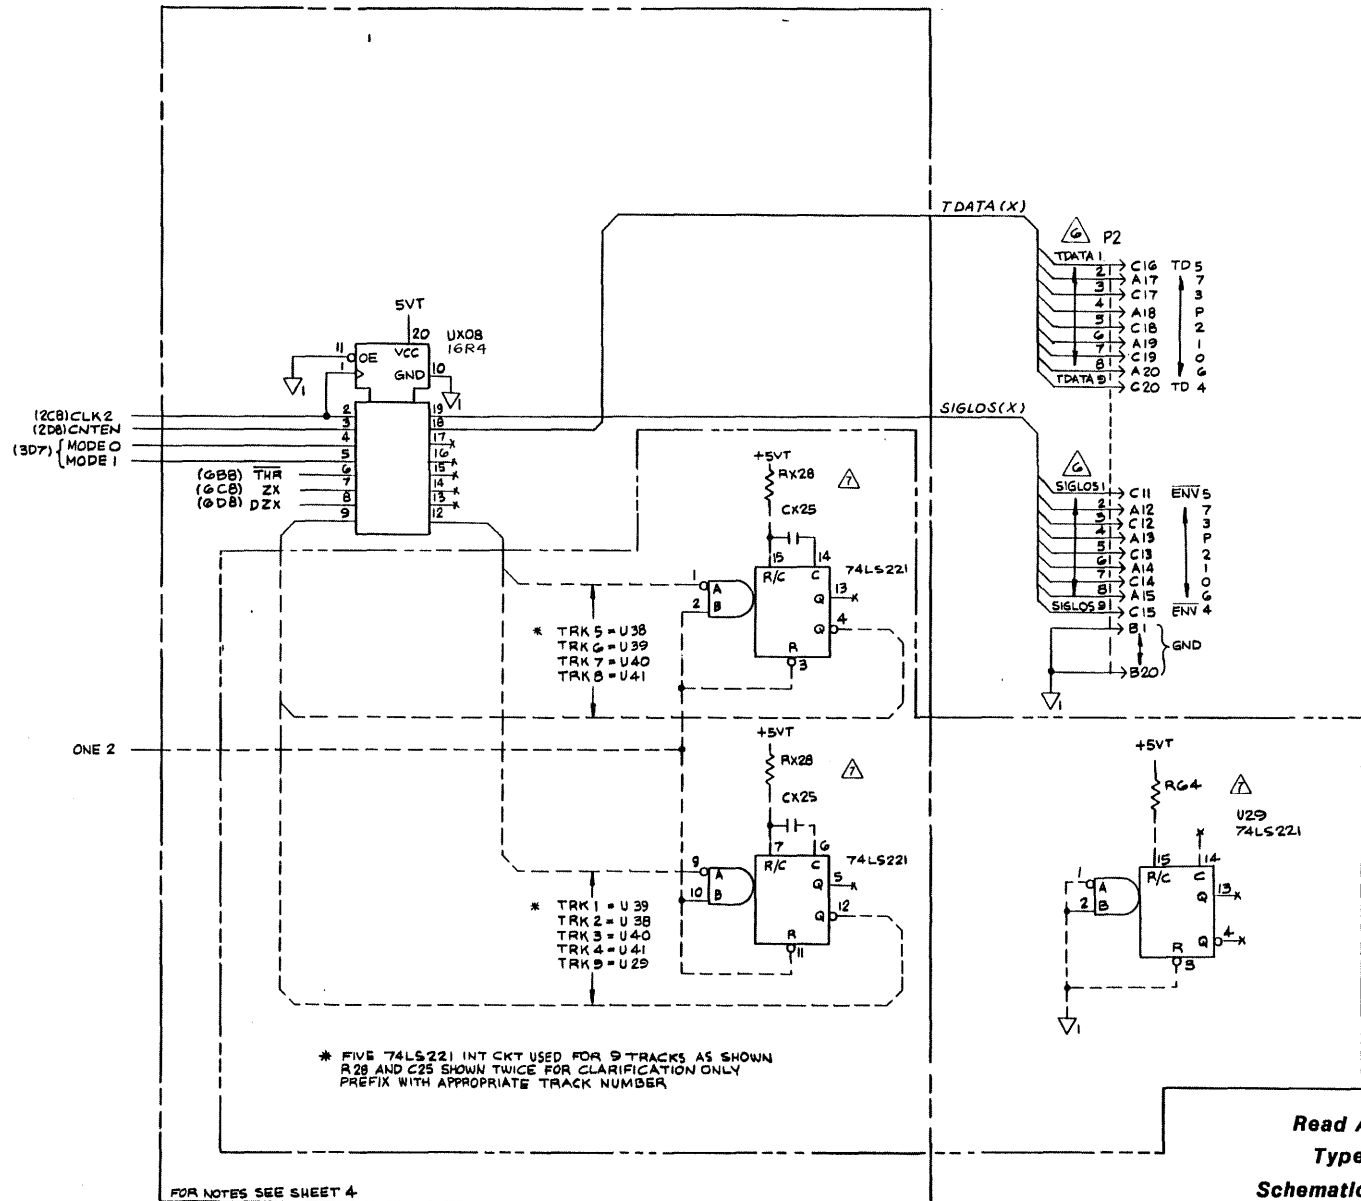 TDATA(X)
6 P2
TDATA 1 C16 TD 5
2 A17 7
3 C17 3
4 A18 P
5 C18 2
6 A19 1
7 C19 0
8 A20 6
TDATA 9 C20 TD 4
5VT
20 UX08
VCC 16R4
11 OE
1 GND 10
1
1
(2C8) CLK2 2 19
(2D8) CNTEN 3 18
(3D7) { MODE 0 4 17
MODE 1 5 16
(6B8) THR 6 15
(6C8) ZX 7 14
(6D8) DZX 8 13
9 12
SIGLOS(X)
6
SIGLOS 1 C11 ENV 5
2 A12 7
3 C12 3
4 A13 P
5 C13 2
6 A14 1
7 C14 0
8 A15 6
SIGLOS 9 C15 ENV 4
B1
} GND
B20
1
+5VT
RX28 7
CX25
15 14 74LS221
R/C C
1 A Q 13
2 B Q 4
R
3
* TRK 5 = U38
TRK 6 = U39
TRK 7 = U40
TRK 8 = U41
ONE 2
+5VT
RX28 7
CX25
7 6 74LS221
R/C C
9 A Q 5
10 B Q 12
R
11
* TRK 1 = U39
TRK 2 = U38
TRK 3 = U40
TRK 4 = U41
TRK 9 = U29
+5VT
R64 7
U29
74LS221
15 14
R/C C
1 A Q 13
2 B Q 4
R
3
1
* FIVE 74LS221 INT CKT USED FOR 9 TRACKS AS SHOWN
R28 AND C25 SHOWN TWICE FOR CLARIFICATION ONLY
PREFIX WITH APPROPRIATE TRACK NUMBER
FOR NOTES SEE SHEET 4
Read A
Type
Schematic